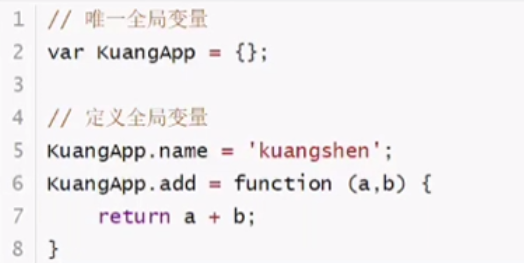 1 // 唯一全局变量
2 var KuangApp = {};
3
4 // 定义全局变量
5 KuangApp.name = 'kuangshen';
6 KuangApp.add = function (a,b) {
7     return a + b;
8 }